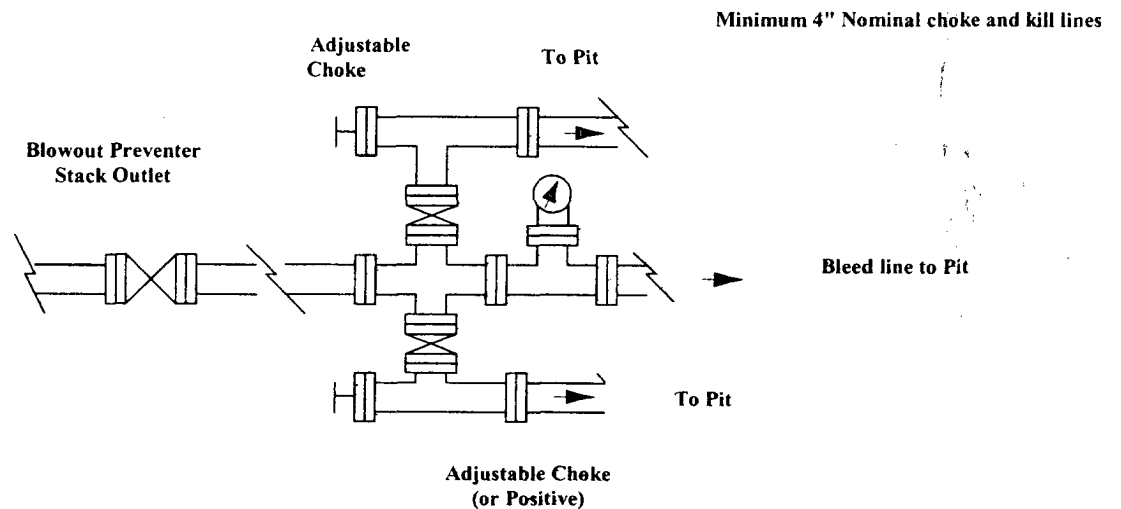 Minimum 4" Nominal choke and kill lines
Adjustable
Choke
To Pit
Blowout Preventer
Stack Outlet
Bleed line to Pit
To Pit
Adjustable Choke
(or Positive)